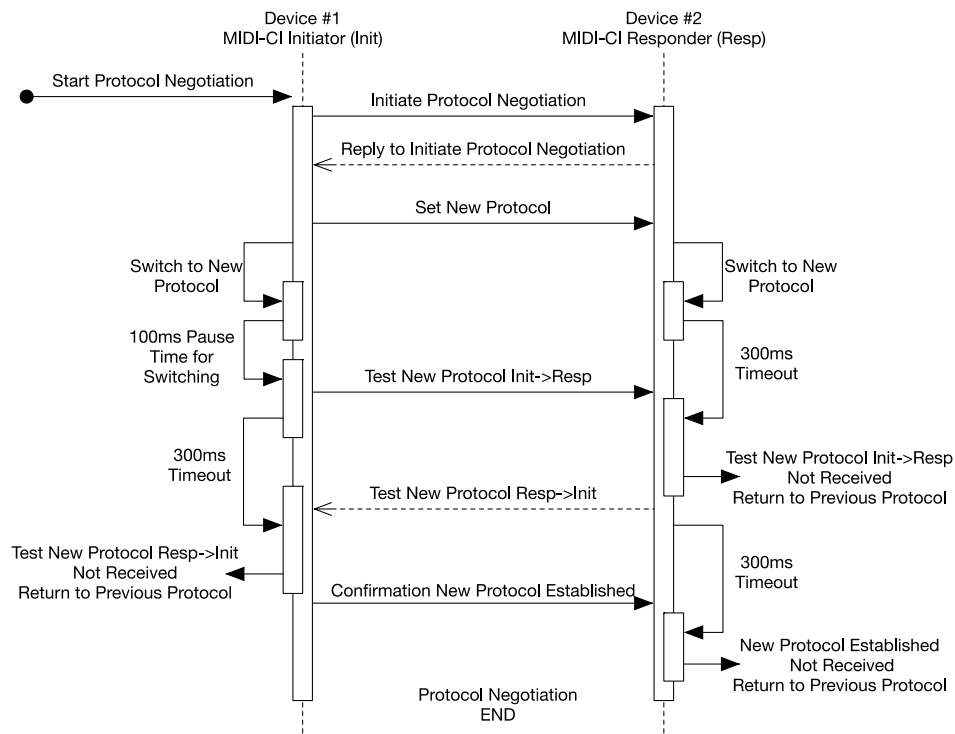 Device #1
MIDI-CI Initiator (Init)
Device #2
MIDI-CI Responder (Resp)
Start Protocol Negotiation
Initiate Protocol Negotiation
Reply to Initiate Protocol Negotiation
Set New Protocol
Switch to New
Protocol
Switch to New
Protocol
100ms Pause
Time for
Switching
300ms
Timeout
Test New Protocol Init->Resp
300ms
Timeout
Test New Protocol Init->Resp
Not Received
Return to Previous Protocol
Test New Protocol Resp->Init
Test New Protocol Resp->Init
Not Received
Return to Previous Protocol
300ms
Timeout
Confirmation New Protocol Established
New Protocol Established
Not Received
Return to Previous Protocol
Protocol Negotiation
END